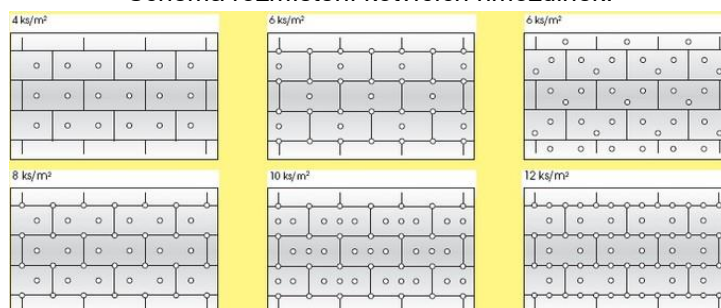 Schéma rozmístění kotvících hmoždinek:
4 ks/m²
6 ks/m²
6 ks/m²
8 ks/m²
10 ks/m²
12 ks/m²